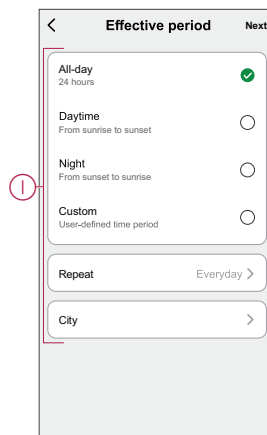 Effective period Next
All-day
24 hours
Daytime
From sunrise to sunset
Night
From sunset to sunrise
Custom
User-defined time period
Repeat Everyday
City
I